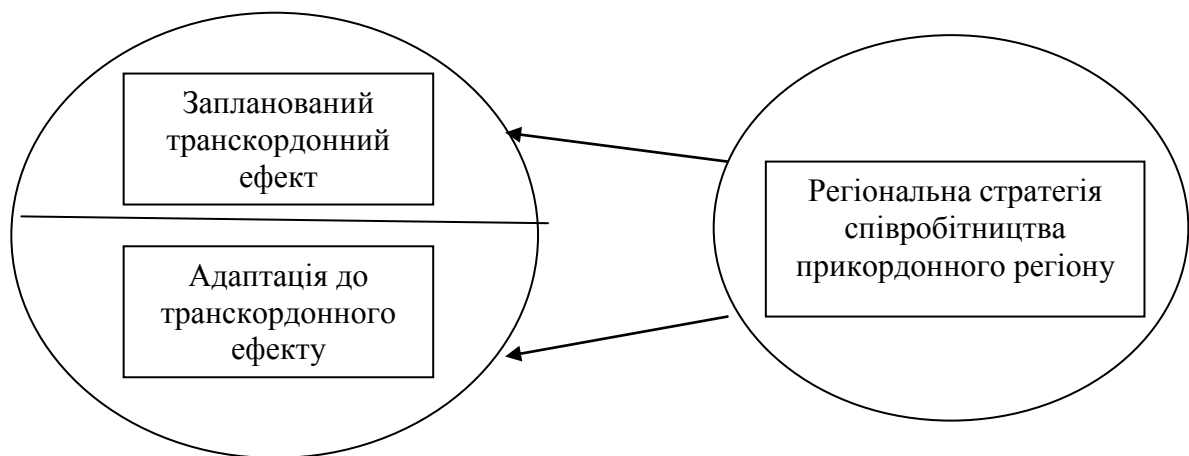 Запланований
транскордонний
ефект
Адаптація до
транскордонного
ефекту
Регіональна стратегія
співробітництва
прикордонного регіону